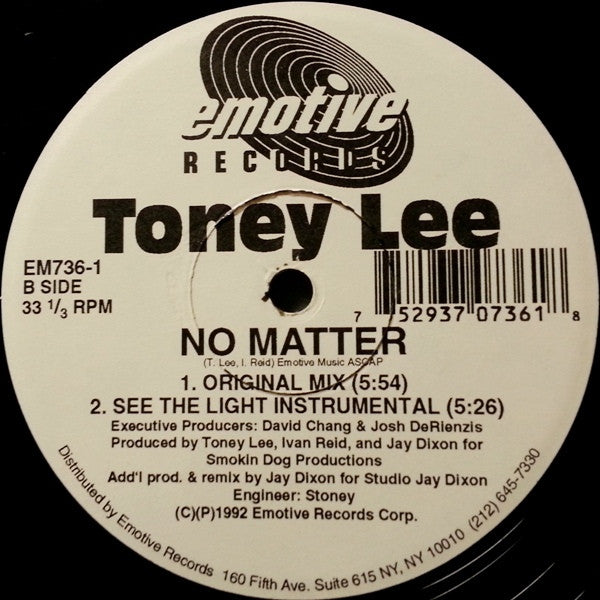 emotive
RECORDS
Toney Lee
EM736-1
B SIDE
33 1/3 RPM
7 52937 07361 8
NO MATTER
(T. Lee, I. Reid) Emotive Music ASCAP
1. ORIGINAL MIX (5:54)
2. SEE THE LIGHT INSTRUMENTAL (5:26)
Executive Producers: David Chang & Josh DeRienzis
Produced by Toney Lee, Ivan Reid, and Jay Dixon for
Smokin Dog Productions
Add'l prod. & remix by Jay Dixon for Studio Jay Dixon
Engineer: Stoney
(C)(P)1992 Emotive Records Corp.
Distributed by Emotive Records 160 Fifth Ave. Suite 615 NY, NY 10010 (212) 645-7330